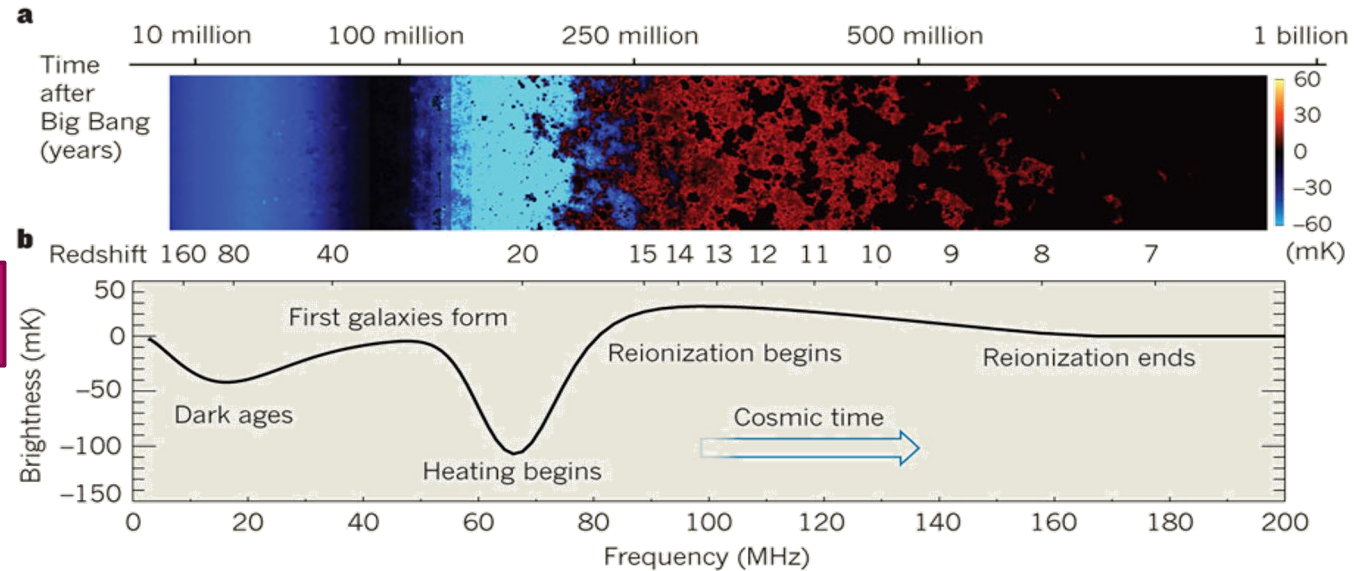 a
10 million 100 million 250 million 500 million 1 billion
Time
after
Big Bang
(years)
60
30
0
−30
−60
(mK)
b
Redshift 160 80 40 20 15 14 13 12 11 10 9 8 7
50
0
−50
−100
−150
Brightness (mK)
First galaxies form
Reionization begins
Reionization ends
Dark ages
Cosmic time
Heating begins
0 20 40 60 80 100 120 140 160 180 200
Frequency (MHz)